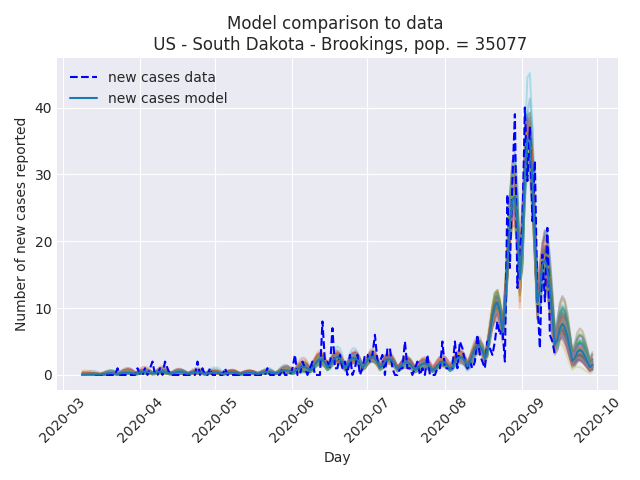 Model comparison to data
US - South Dakota - Brookings, pop. = 35077
new cases data
new cases model
Number of new cases reported
40
30
20
10
0
2020-03
2020-04
2020-05
2020-06
2020-07
2020-08
2020-09
2020-10
Day